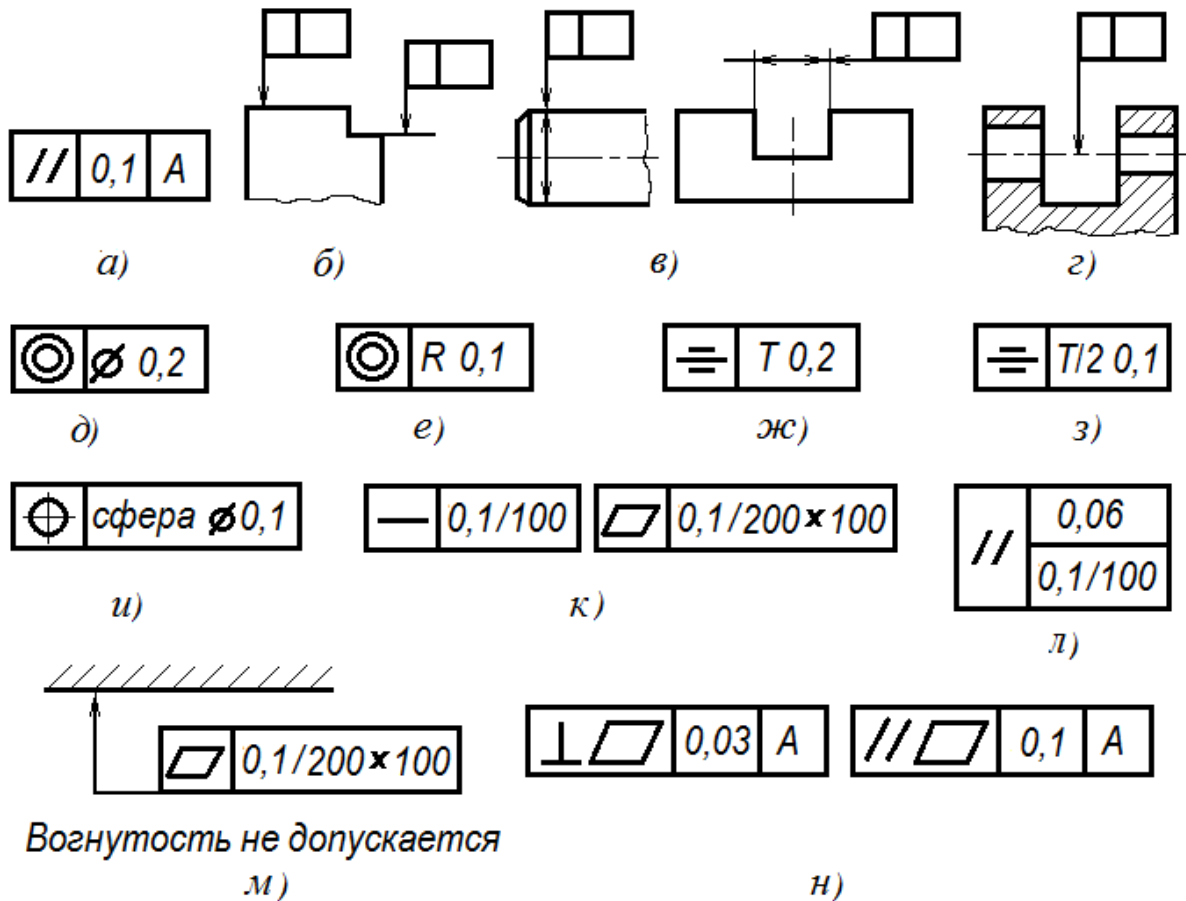 // 0,1 А
а) б) в) г)
⌀ 0,2 R 0,1 Т 0,2 Т/2 0,1
д) е) ж) з)
сфера ⌀ 0,1 0,1/100 0,1/200×100 // 0,06
0,1/100
и) к) л)
0,1/200×100
⊥ 0,03 А // 0,1 А
Вогнутость не допускается
м) н)